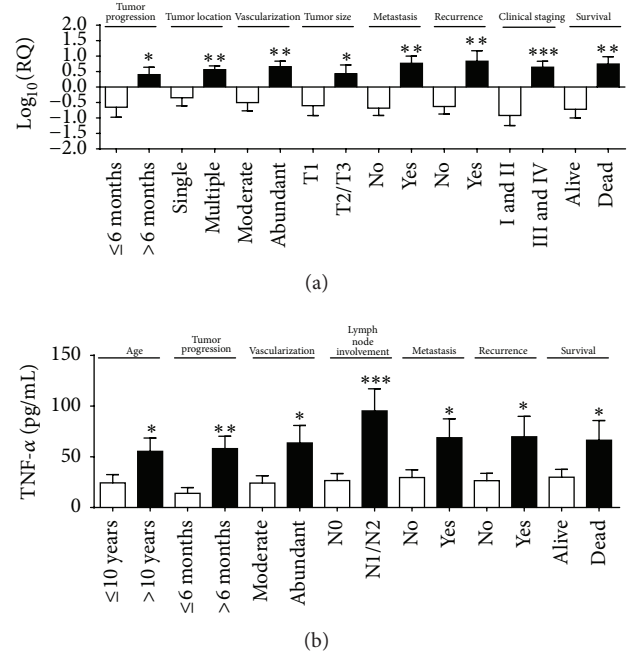 Tumor
progression Tumor location Vascularization Tumor size Metastasis Recurrence Clinical staging Survival
Log10(RQ)
2.0
1.5
1.0
0.5
0.0
−0.5
−1.0
−1.5
−2.0
* ** ** * ** ** *** **
≤6 months
>6 months
Single
Multiple
Moderate
Abundant
T1
T2/T3
No
Yes
No
Yes
I and II
III and IV
Alive
Dead
(a)
Age
Tumor
progression
Vascularization
Lymph
node
involvement
Metastasis
Recurrence
Survival
TNF-α (pg/mL)
150
100
50
0
* ** * *** * * *
≤10 years
>10 years
≤6 months
>6 months
Moderate
Abundant
N0
N1/N2
No
Yes
No
Yes
Alive
Dead
(b)